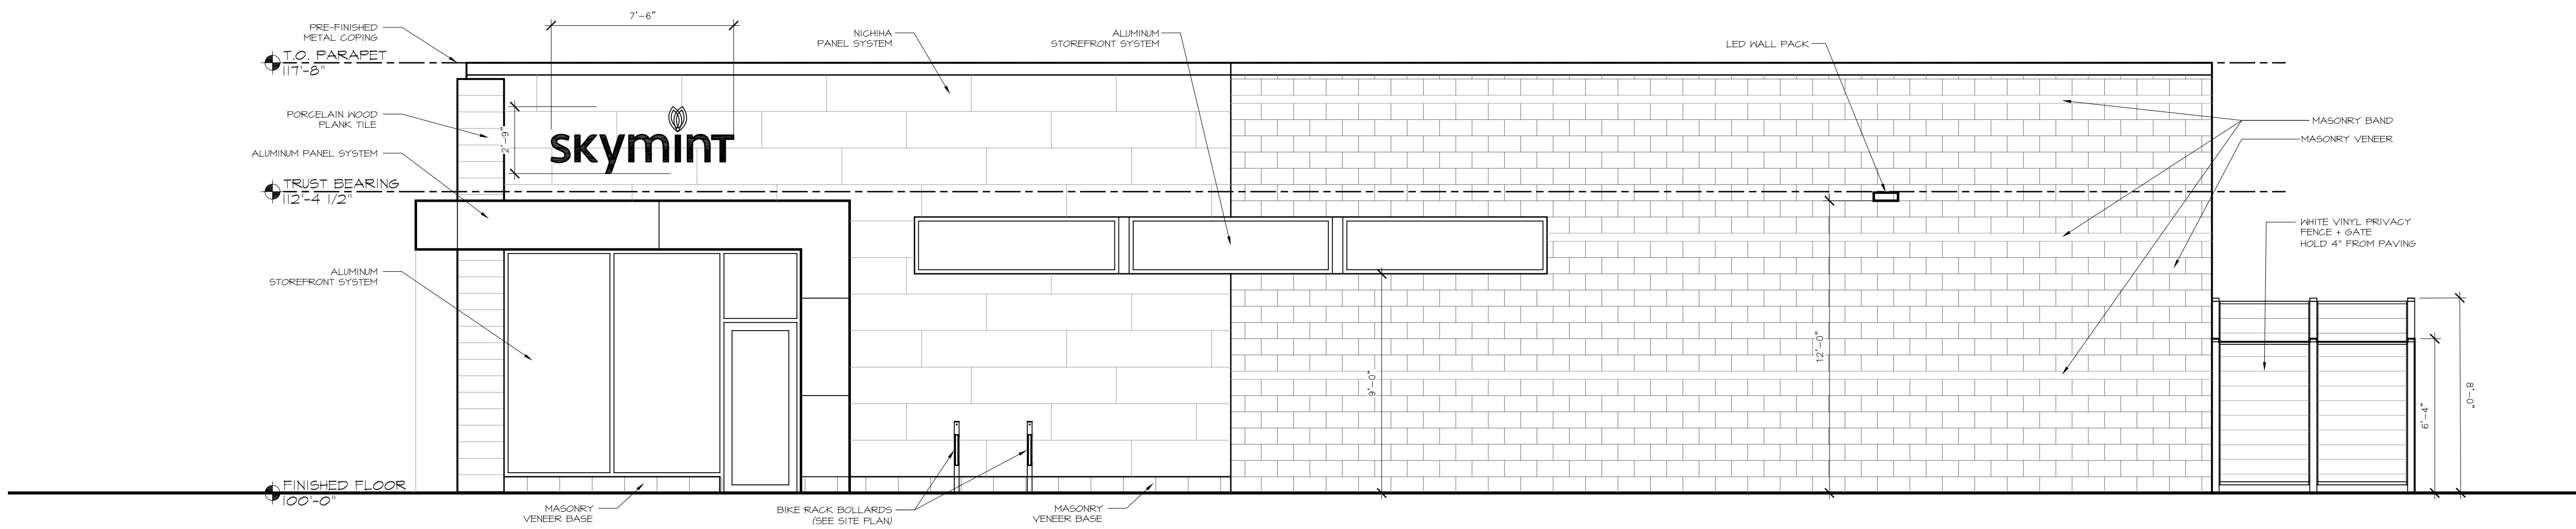 7'-6"
PRE-FINISHED
METAL COPING
T.O. PARAPET
117'-8"
NICHIHA
PANEL SYSTEM
ALUMINUM
STOREFRONT SYSTEM
LED WALL PACK
PORCELAIN WOOD
PLANK TILE
2'-9"
skymint
MASONRY BAND
MASONRY VENEER
ALUMINUM PANEL SYSTEM
TRUST BEARING
112'-4 1/2"
WHITE VINYL PRIVACY
FENCE + GATE
HOLD 4" FROM PAVING
ALUMINUM
STOREFRONT SYSTEM
12'-0"
9'-0"
8'-0"
6'-4"
FINISHED FLOOR
100'-0"
MASONRY
VENEER BASE
BIKE RACK BOLLARDS
(SEE SITE PLAN)
MASONRY
VENEER BASE